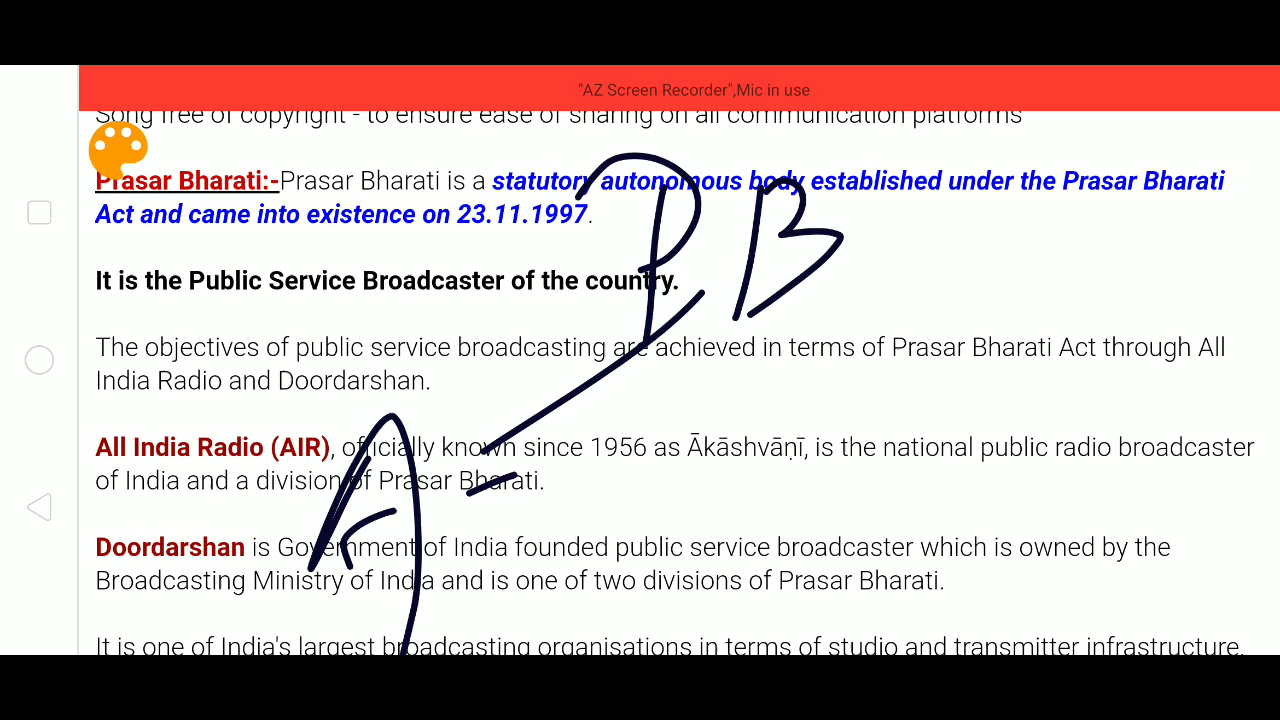 "AZ Screen Recorder",Mic in use
Song free of copyright - to ensure ease of sharing on all communication platforms
Prasar Bharati:-Prasar Bharati is a statutory autonomous body established under the Prasar Bharati
Act and came into existence on 23.11.1997.
It is the Public Service Broadcaster of the country.
The objectives of public service broadcasting are achieved in terms of Prasar Bharati Act through All
India Radio and Doordarshan.
All India Radio (AIR), officially known since 1956 as Ākāshvāṇī, is the national public radio broadcaster
of India and a division of Prasar Bharati.
Doordarshan is Government of India founded public service broadcaster which is owned by the
Broadcasting Ministry of India and is one of two divisions of Prasar Bharati.
It is one of India's largest broadcasting organisations in terms of studio and transmitter infrastructure.
PB
A